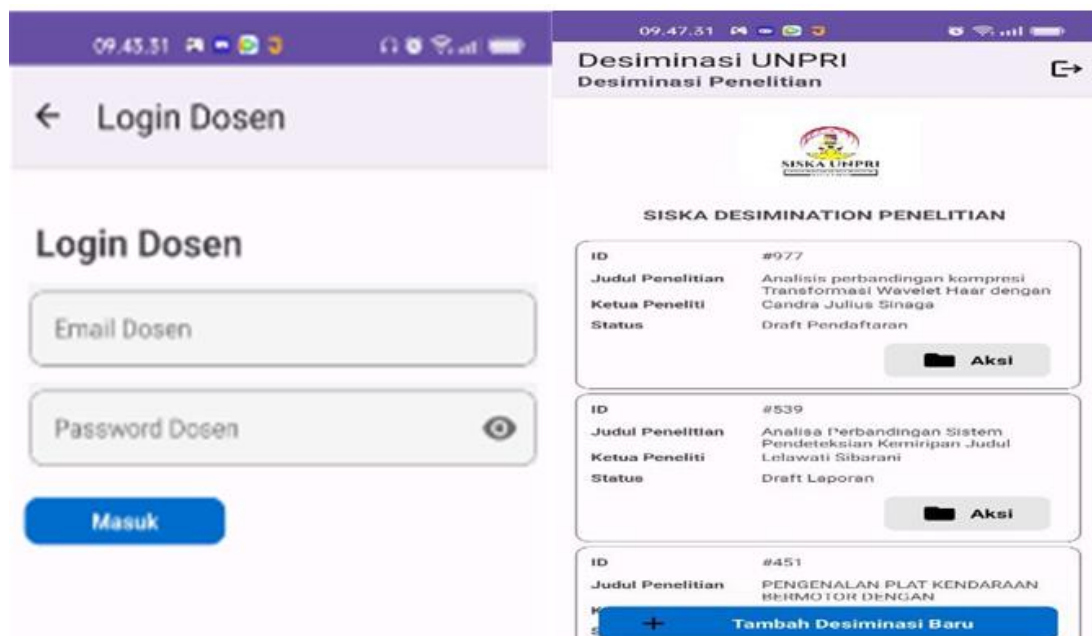 09.43.31
Login Dosen
Login Dosen
Email Dosen
Password Dosen
Masuk
09.47.31
Desiminasi UNPRI
Desiminasi Penelitian
SISKA UNPRI
SISKA DESIMINATION PENELITIAN
ID #977
Judul Penelitian Analisis perbandingan kompresi
Transformasi Wavelet Haar dengan
Ketua Peneliti Candra Julius Sinaga
Status Draft Pendaftaran
Aksi
ID #539
Judul Penelitian Analisa Perbandingan Sistem
Pendeteksian Kemiripan Judul
Ketua Peneliti Lelawati Sibarani
Status Draft Laporan
Aksi
ID #451
Judul Penelitian PENGENALAN PLAT KENDARAAN
BERMOTOR DENGAN
Tambah Desiminasi Baru